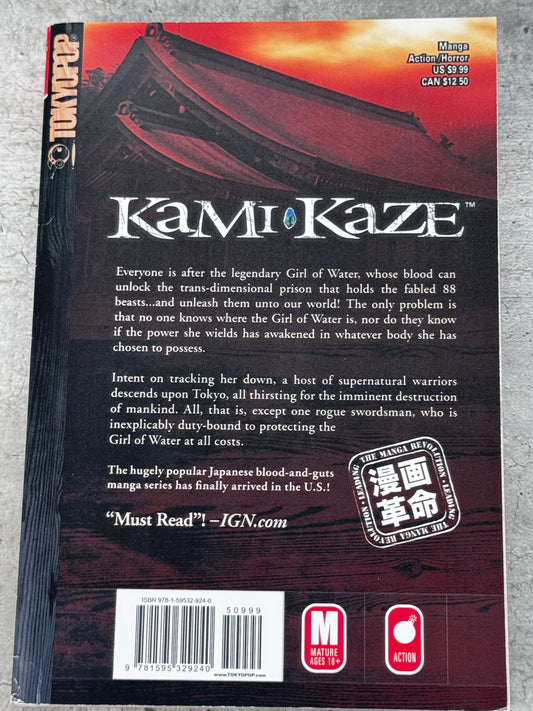 TOKYOPOP
Manga
Action/Horror
US $9.99
CAN $12.50
KAMI•KAZE™
Everyone is after the legendary Girl of Water, whose blood can
unlock the trans-dimensional prison that holds the fabled 88
beasts...and unleash them unto our world! The only problem is
that no one knows where the Girl of Water is, nor do they know
if the power she wields has awakened in whatever body she has
chosen to possess.
Intent on tracking her down, a host of supernatural warriors
descends upon Tokyo, all thirsting for the imminent destruction
of mankind. All, that is, except one rogue swordsman, who is
inexplicably duty-bound to protecting the
Girl of Water at all costs.
The hugely popular Japanese blood-and-guts
manga series has finally arrived in the U.S.!
“Must Read”! –IGN.com
LEADING THE MANGA REVOLUTION · LEADING THE MANGA REVOLUTION ·
漫画
革命
ISBN 978-1-59532-924-0
50999
9 781595 329240
www.TOKYOPOP.com
M
MATURE
AGES 18+
ACTION